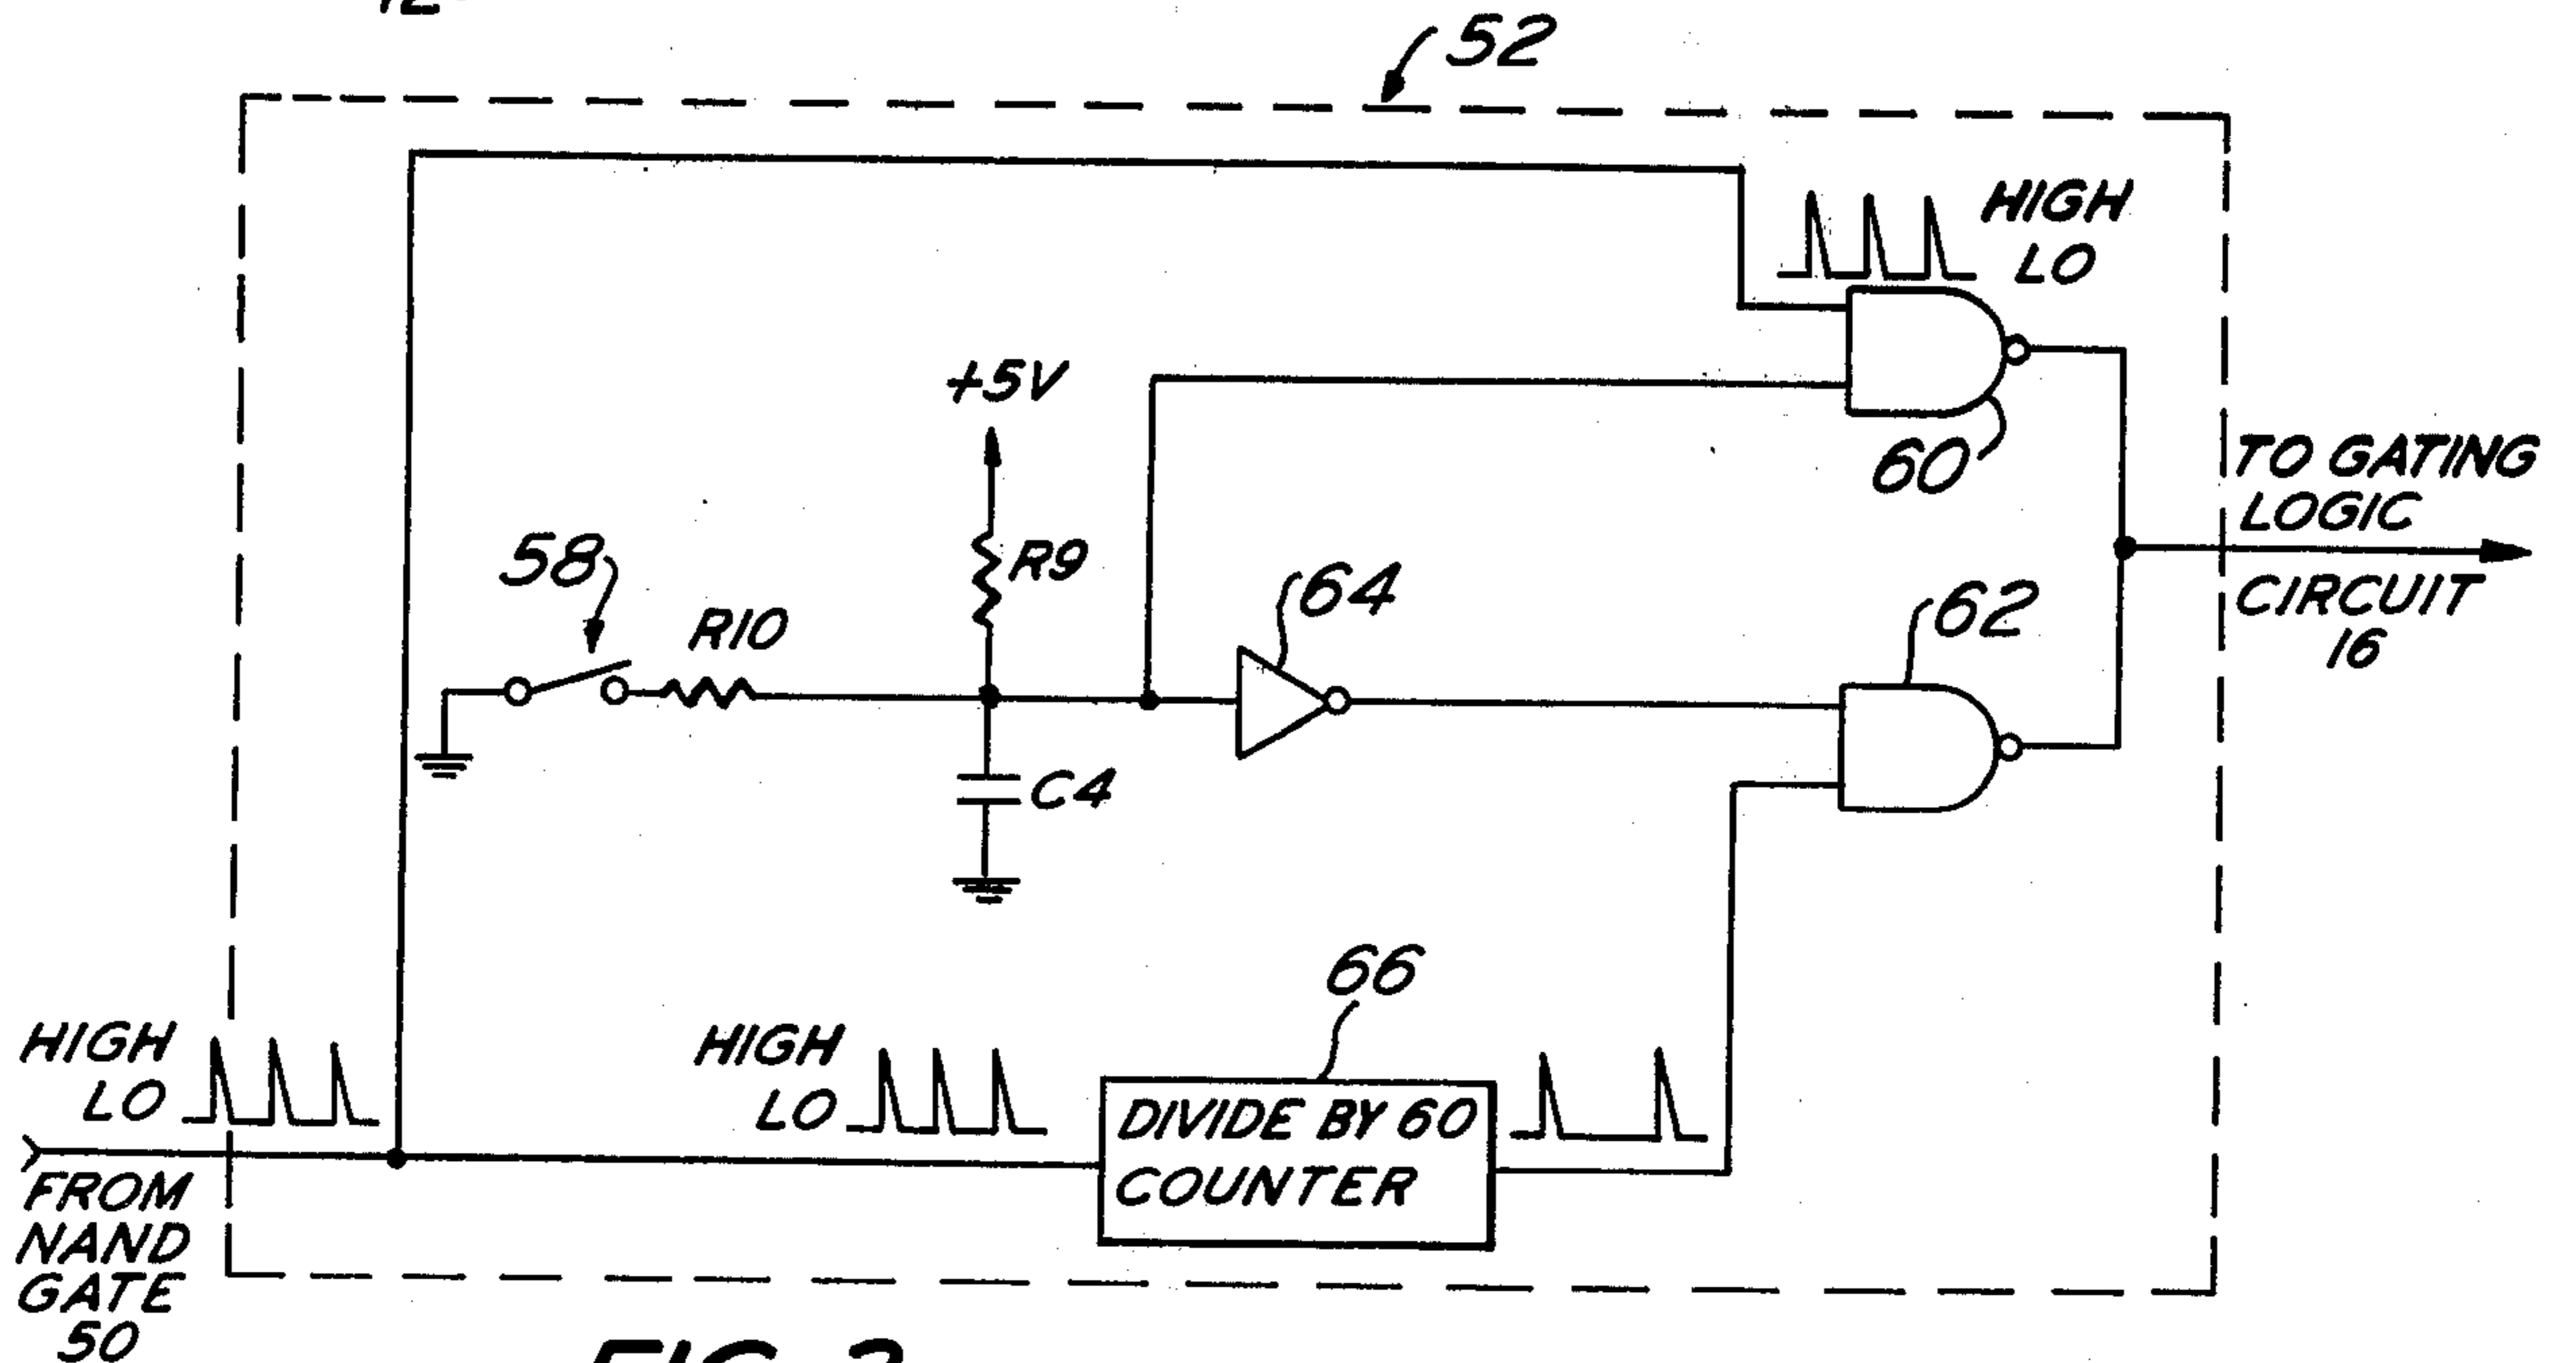 52
HIGH
LO
+5V
R9
60
TO GATING
LOGIC
CIRCUIT
16
58
R10
64
62
C4
66
HIGH
LO
HIGH
LO
DIVIDE BY 60
COUNTER
FROM
NAND
GATE
50